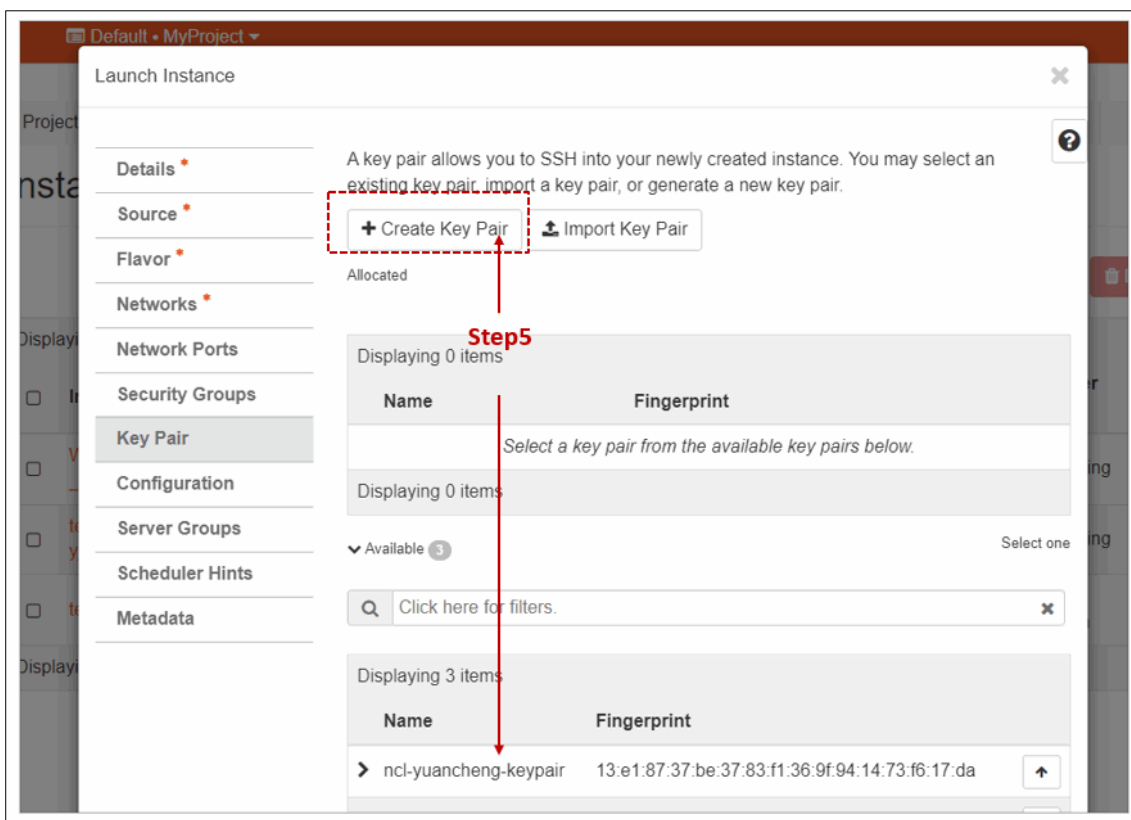 Default • MyProject
Launch Instance
Project
nsta
Details *
Source *
Flavor *
Networks *
Network Ports
Security Groups
Key Pair
Configuration
Server Groups
Scheduler Hints
Metadata
A key pair allows you to SSH into your newly created instance. You may select an
existing key pair, import a key pair, or generate a new key pair.
+ Create Key Pair
Import Key Pair
Allocated
Step5
Displaying 0 items
Name Fingerprint
Select a key pair from the available key pairs below.
Displaying 0 items
Available 3
Select one
Click here for filters.
Displaying 3 items
Name Fingerprint
ncl-yuancheng-keypair 13:e1:87:37:be:37:83:f1:36:9f:94:14:73:f6:17:da
Displayi
Displayi
ing
ing